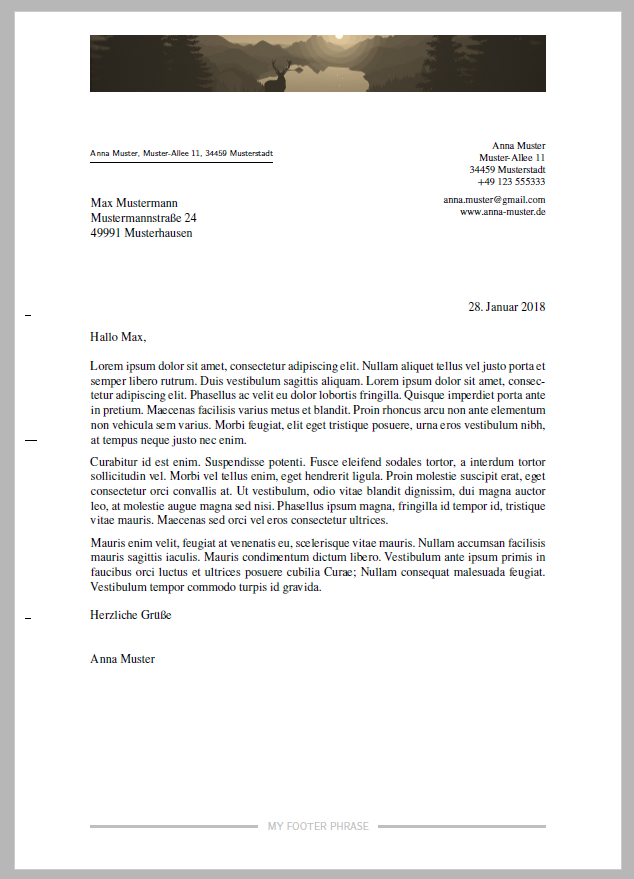 Anna Muster, Muster-Allee 11, 34459 Musterstadt
Anna Muster
Muster-Allee 11
34459 Musterstadt
+49 123 555333
anna.muster@gmail.com
www.anna-muster.de
Max Mustermann
Mustermannstraße 24
49991 Musterhausen
28. Januar 2018
Hallo Max,
Lorem ipsum dolor sit amet, consectetur adipiscing elit. Nullam aliquet tellus vel justo porta et
semper libero rutrum. Duis vestibulum sagittis aliquam. Lorem ipsum dolor sit amet, consec-
tetur adipiscing elit. Phasellus ac velit eu dolor lobortis fringilla. Quisque imperdiet porta ante
in pretium. Maecenas facilisis varius metus et blandit. Proin rhoncus arcu non ante elementum
non vehicula sem varius. Morbi feugiat, elit eget tristique posuere, urna eros vestibulum nibh,
at tempus neque justo nec enim.
Curabitur id est enim. Suspendisse potenti. Fusce eleifend sodales tortor, a interdum tortor
sollicitudin vel. Morbi vel tellus enim, eget hendrerit ligula. Proin molestie suscipit erat, eget
consectetur orci convallis at. Ut vestibulum, odio vitae blandit dignissim, dui magna auctor
leo, at molestie augue magna sed nisi. Phasellus ipsum magna, fringilla id tempor id, tristique
vitae mauris. Maecenas sed orci vel eros consectetur ultrices.
Mauris enim velit, feugiat at venenatis eu, scelerisque vitae mauris. Nullam accumsan facilisis
mauris sagittis iaculis. Mauris condimentum dictum libero. Vestibulum ante ipsum primis in
faucibus orci luctus et ultrices posuere cubilia Curae; Nullam consequat malesuada feugiat.
Vestibulum tempor commodo turpis id gravida.
Herzliche Grüße
Anna Muster
MY FOOTER PHRASE